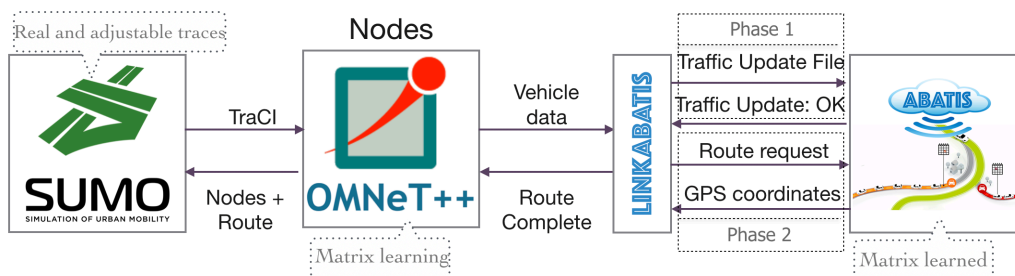 Real and adjustable traces
SUMO
SIMULATION OF URBAN MOBILITY
TraCI
Nodes +
Route
Nodes
OMNeT++
Matrix learning
Vehicle
data
Route
Complete
LINKABATIS
Phase 1
Traffic Update File
Traffic Update: OK
Route request
GPS coordinates
Phase 2
ABATIS
Matrix learned